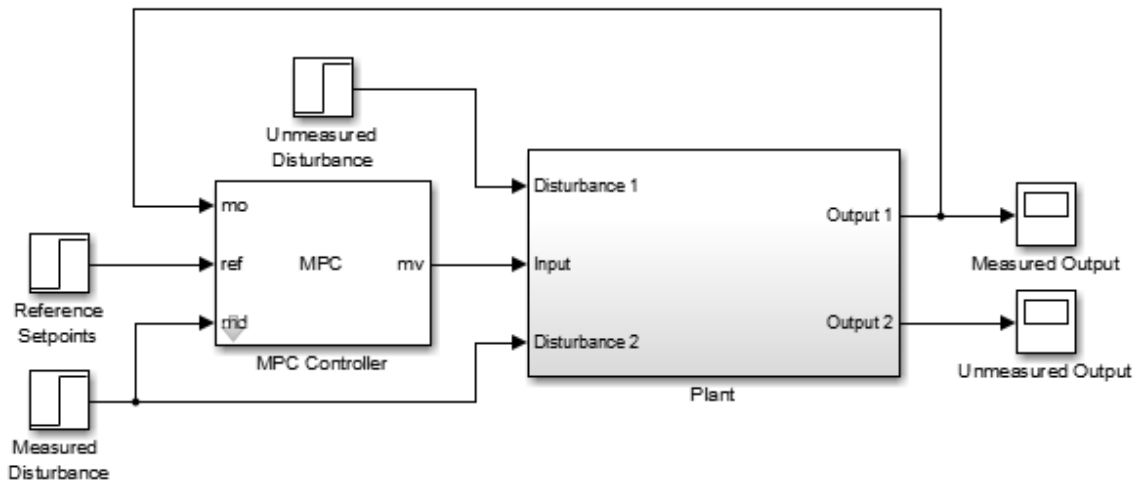 Unmeasured
Disturbance
mo
ref
md
MPC
mv
MPC Controller
Reference
Setpoints
Measured
Disturbance
Disturbance 1
Input
Disturbance 2
Output 1
Output 2
Plant
Measured Output
Unmeasured Output